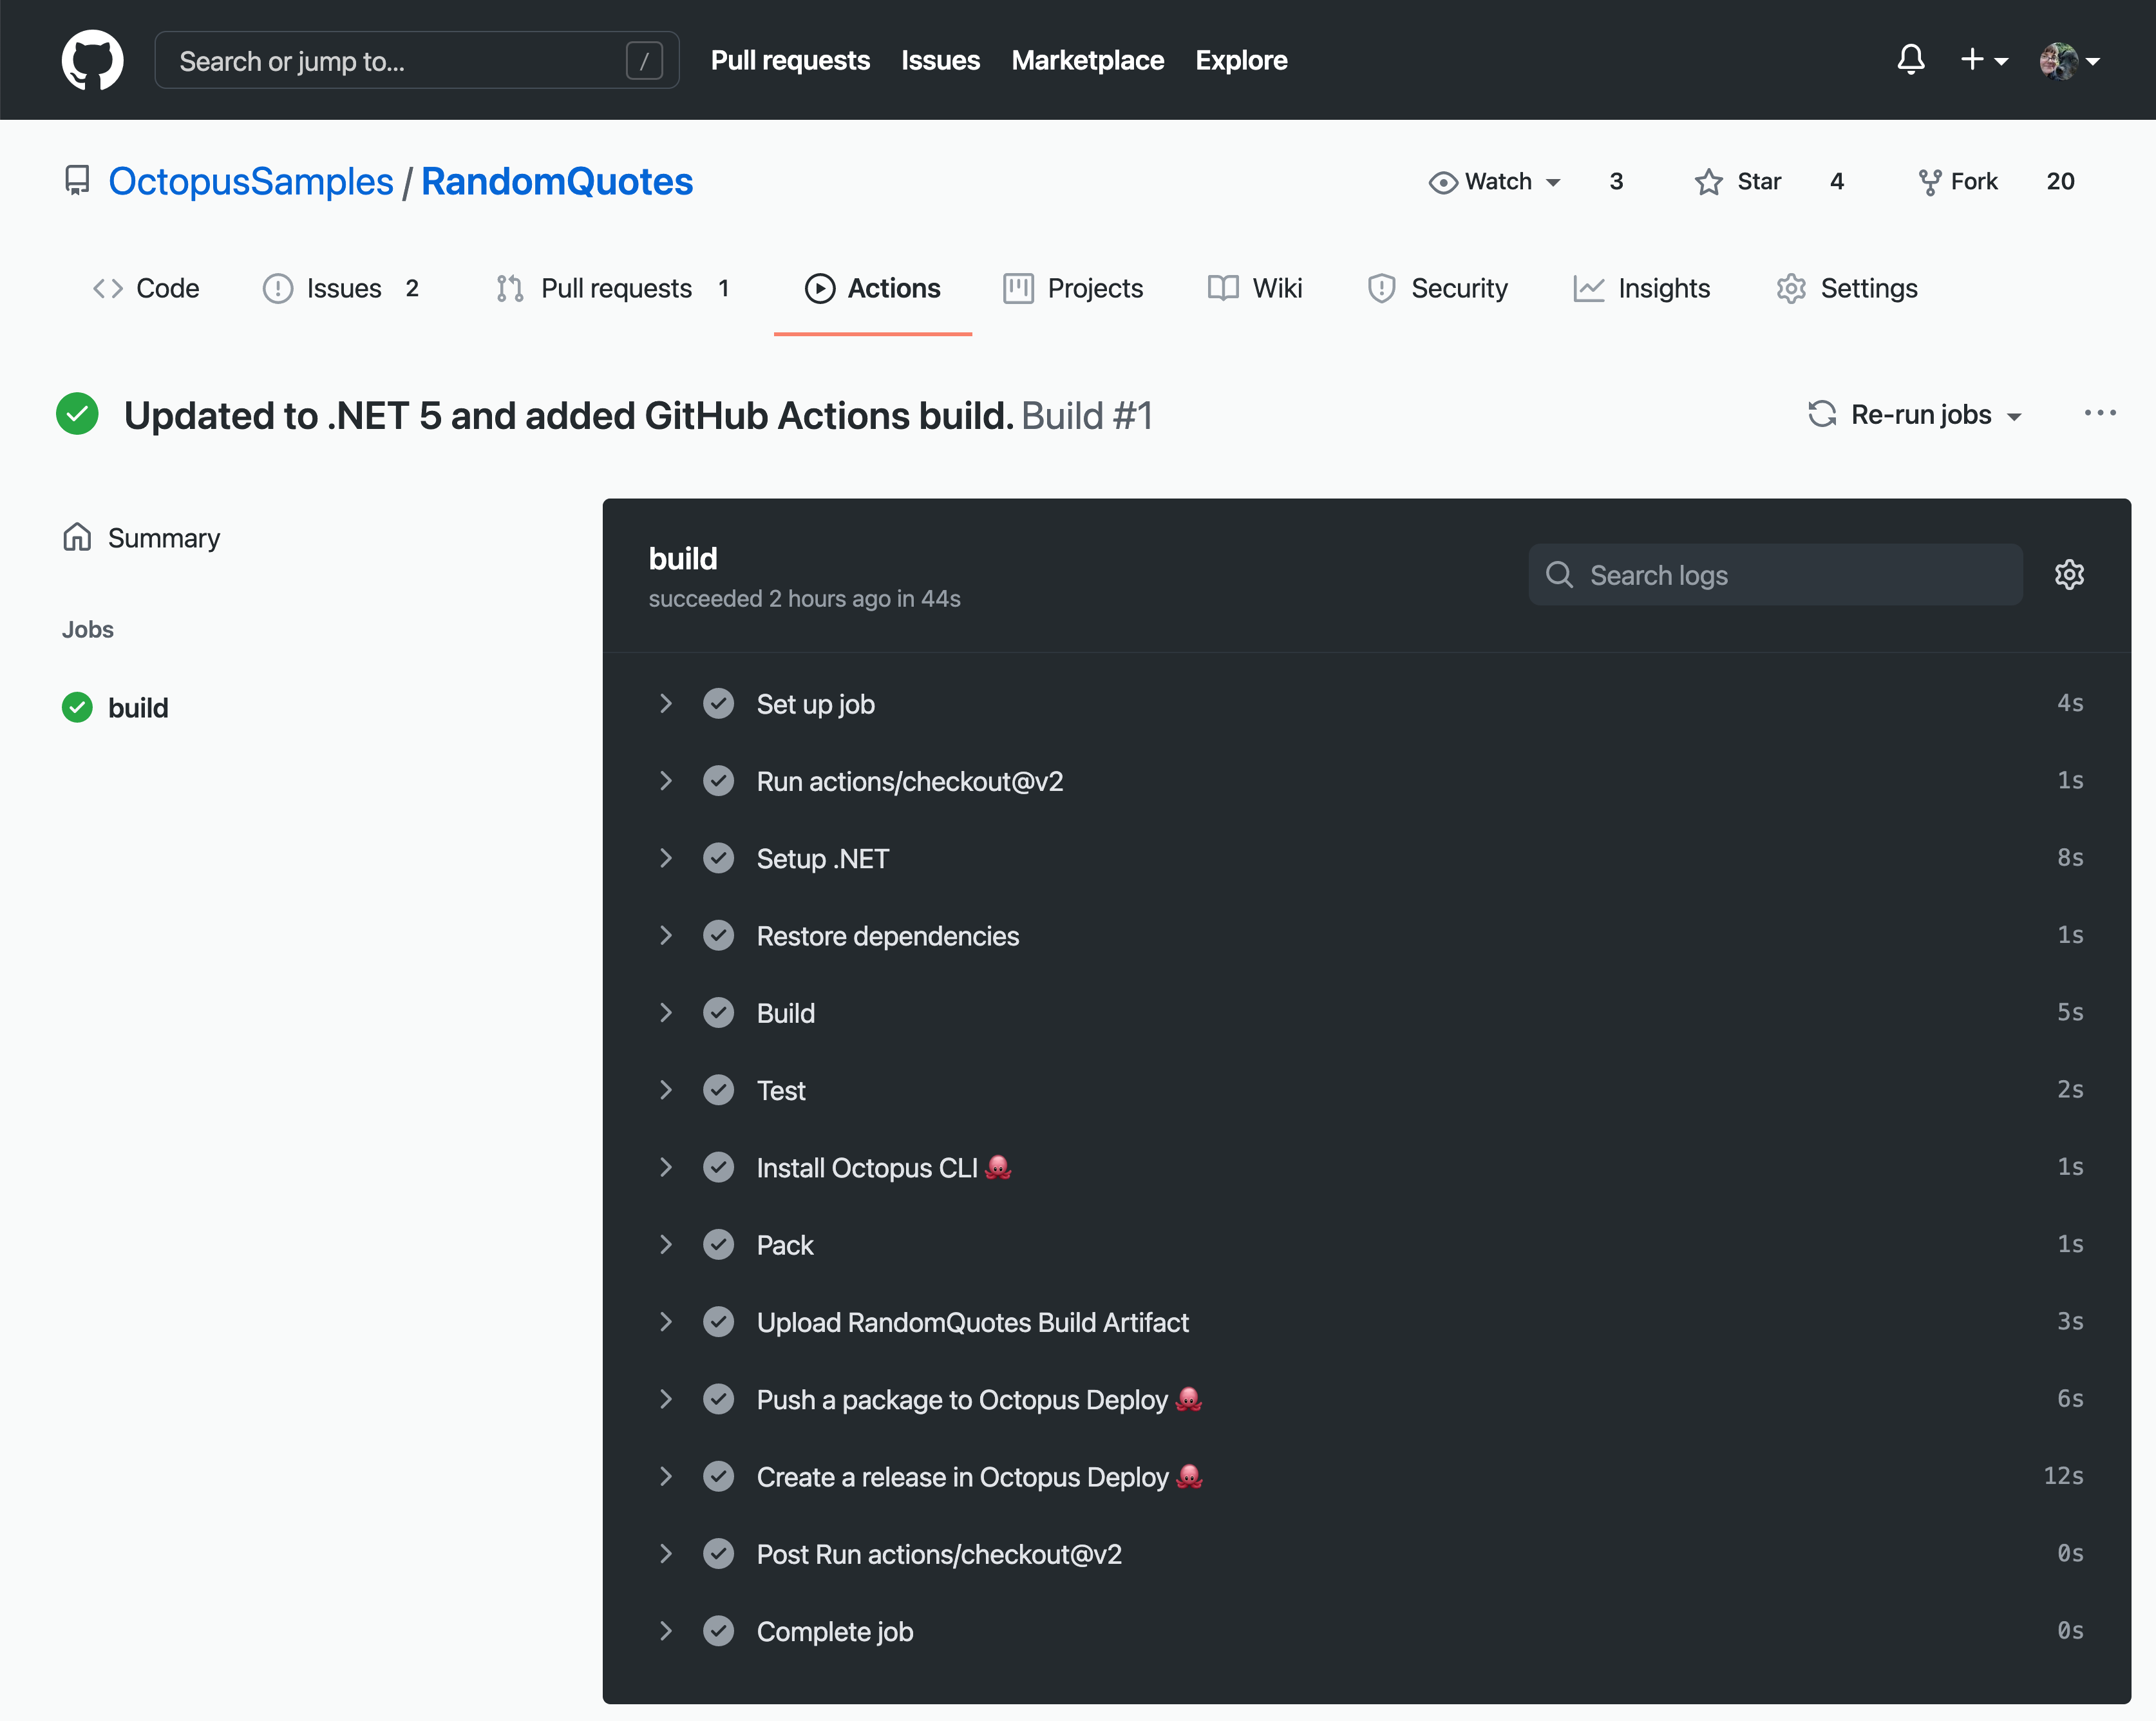 Search or jump to... / Pull requests Issues Marketplace Explore
OctopusSamples / RandomQuotes Watch 3 Star 4 Fork 20
Code Issues 2 Pull requests 1 Actions Projects Wiki Security Insights Settings
Updated to .NET 5 and added GitHub Actions build. Build #1 Re-run jobs
Summary
Jobs
build
build
succeeded 2 hours ago in 44s
Search logs
Set up job 4s
Run actions/checkout@v2 1s
Setup .NET 8s
Restore dependencies 1s
Build 5s
Test 2s
Install Octopus CLI 🐙 1s
Pack 1s
Upload RandomQuotes Build Artifact 3s
Push a package to Octopus Deploy 🐙 6s
Create a release in Octopus Deploy 🐙 12s
Post Run actions/checkout@v2 0s
Complete job 0s